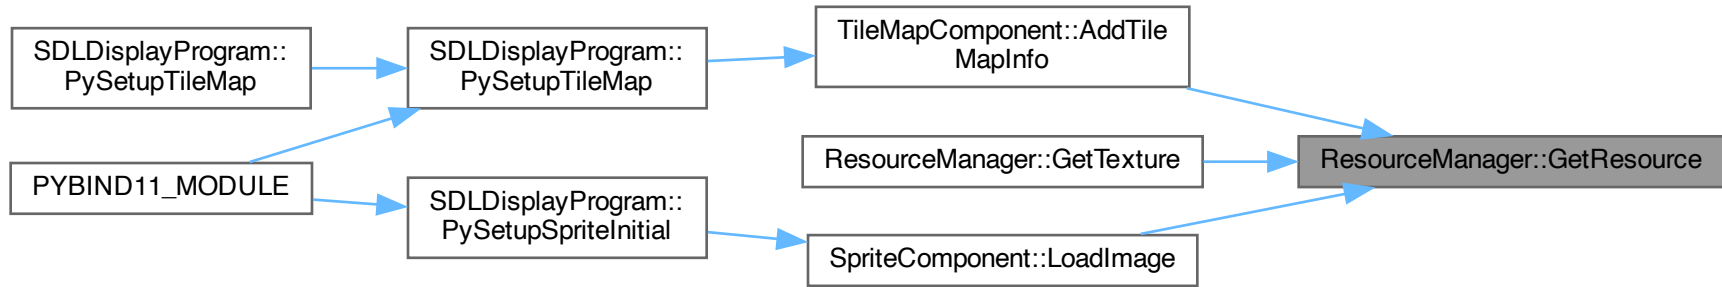 SDLDisplayProgram::
PySetupTileMap
SDLDisplayProgram::
PySetupTileMap
TileMapComponent::AddTile
MapInfo
ResourceManager::GetTexture
ResourceManager::GetResource
PYBIND11_MODULE
SDLDisplayProgram::
PySetupSpriteInitial
SpriteComponent::LoadImage